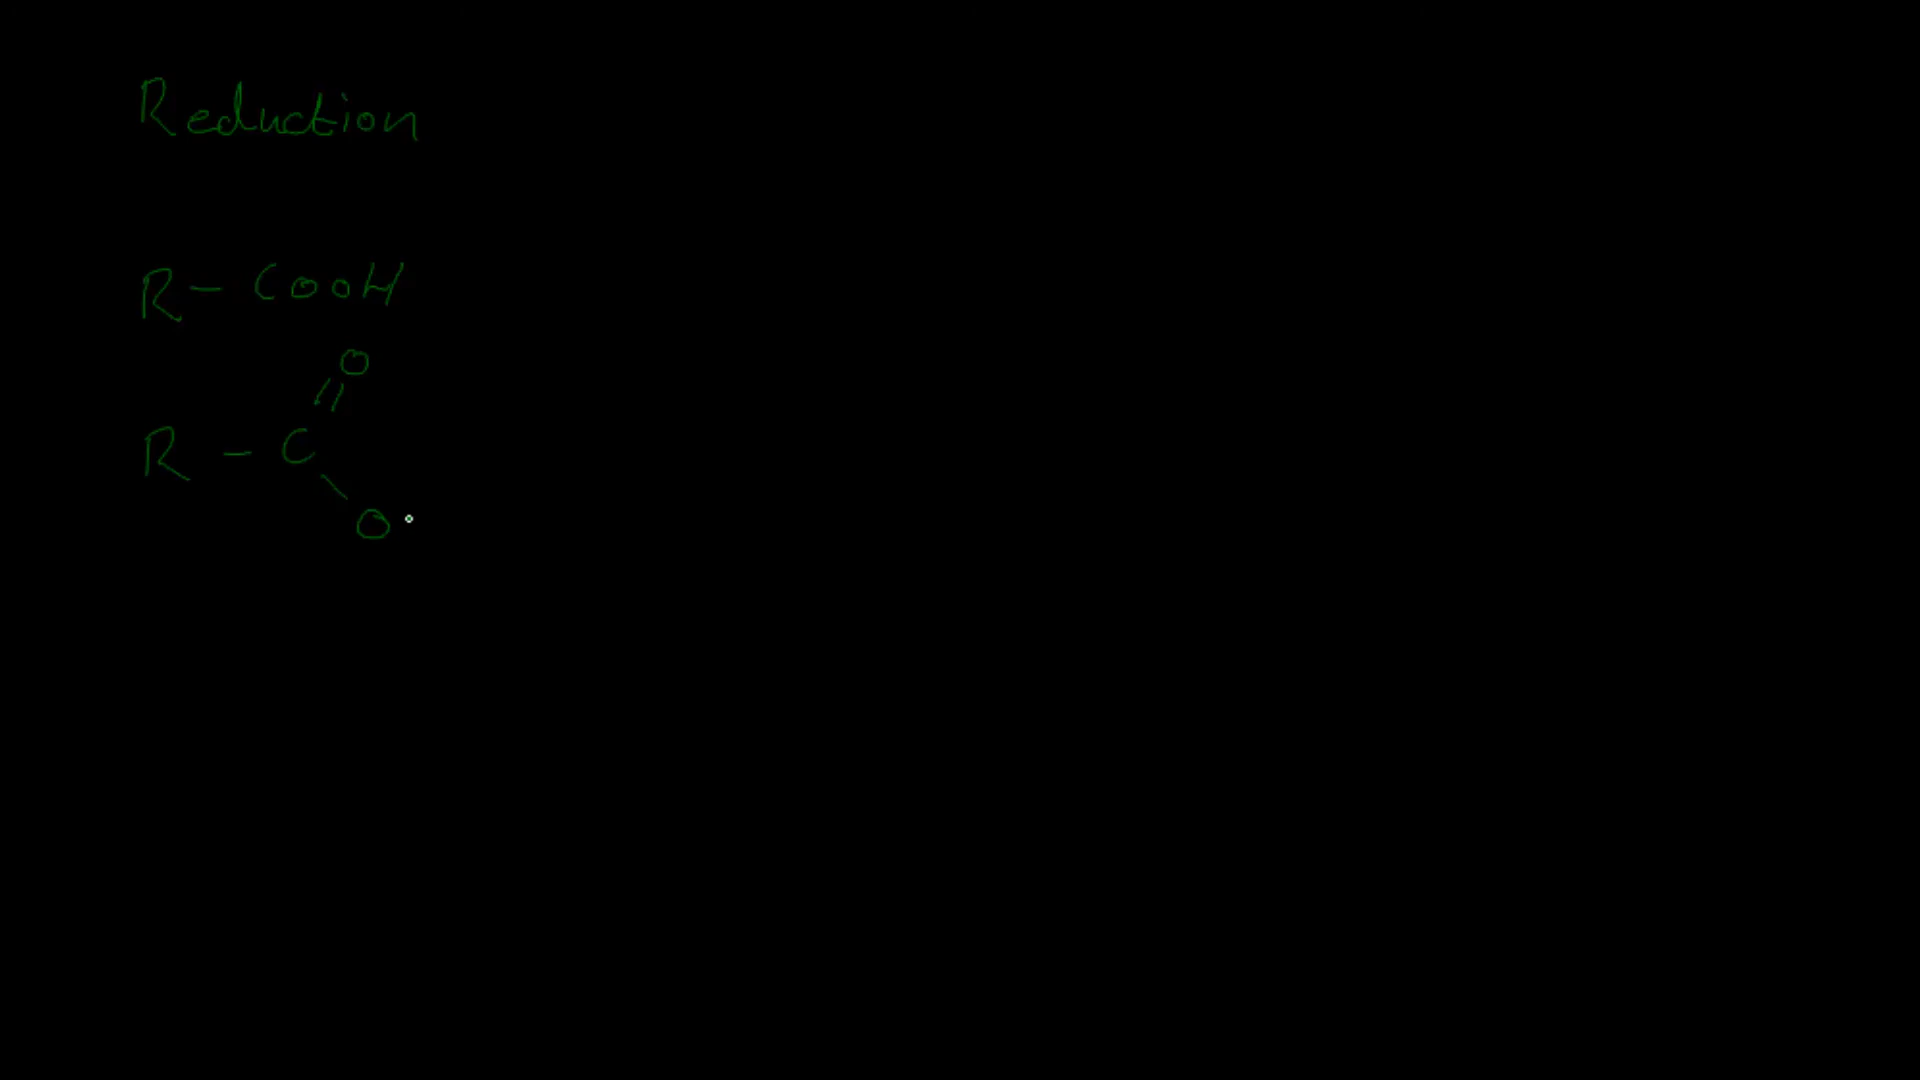 Reduction
R - COOH
O
R - C
O